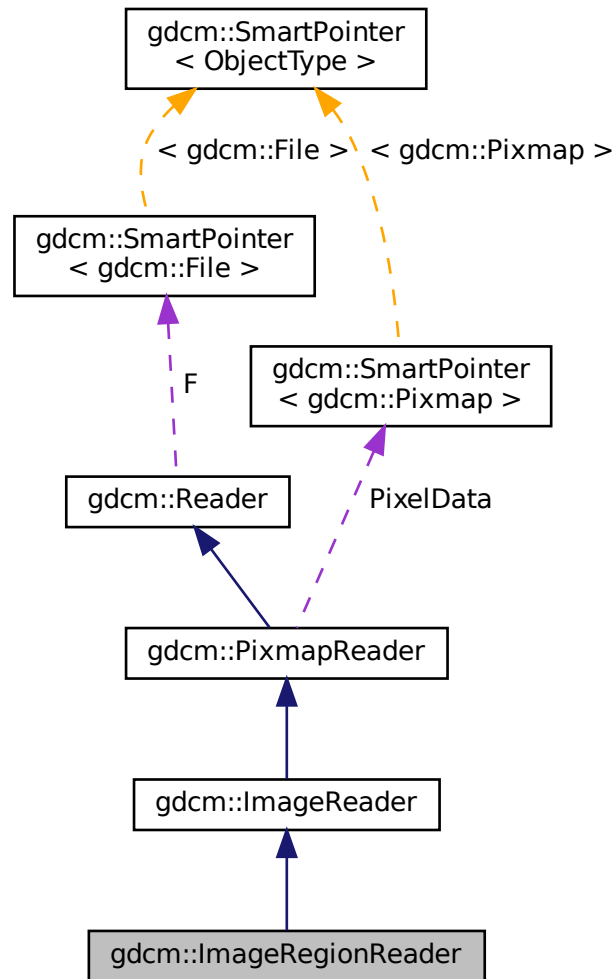 gdcm::SmartPointer
< ObjectType >
< gdcm::File >
< gdcm::Pixmap >
gdcm::SmartPointer
< gdcm::File >
gdcm::SmartPointer
< gdcm::Pixmap >
F
gdcm::Reader
PixelData
gdcm::PixmapReader
gdcm::ImageReader
gdcm::ImageRegionReader